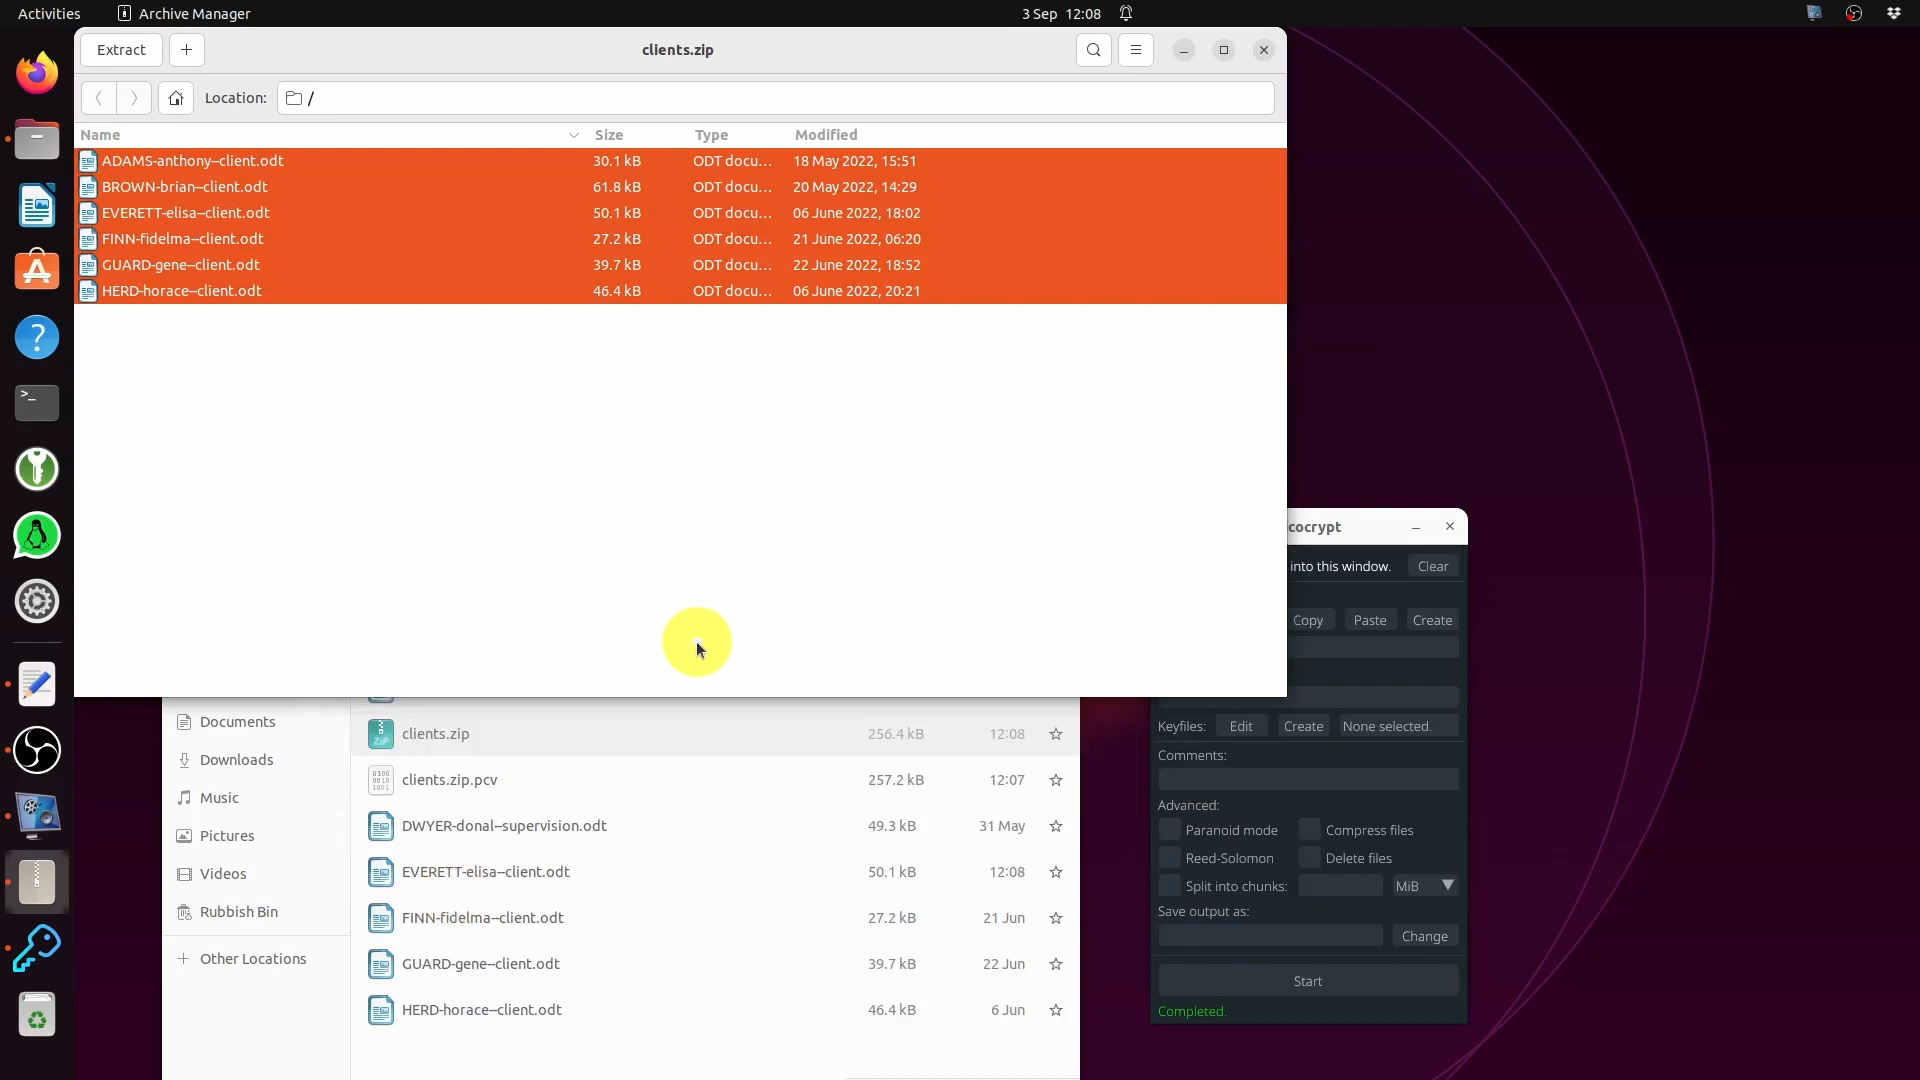 Activities Archive Manager 3 Sep 12:08
Extract + clients.zip
Location: /
Name Size Type Modified
ADAMS-anthony--client.odt 30.1 kB ODT docu… 18 May 2022, 15:51
BROWN-brian--client.odt 61.8 kB ODT docu… 20 May 2022, 14:29
EVERETT-elisa--client.odt 50.1 kB ODT docu… 06 June 2022, 18:02
FINN-fidelma--client.odt 27.2 kB ODT docu… 21 June 2022, 06:20
GUARD-gene--client.odt 39.7 kB ODT docu… 22 June 2022, 18:52
HERD-horace--client.odt 46.4 kB ODT docu… 06 June 2022, 20:21
cocrypt
into this window. Clear
Copy Paste Create
Keyfiles: Edit Create None selected.
Comments:
Advanced:
Paranoid mode Compress files
Reed-Solomon Delete files
Split into chunks: MiB
Save output as:
Change
Start
Completed.
Documents
Downloads
Music
Pictures
Videos
Rubbish Bin
+ Other Locations
clients.zip 256.4 kB 12:08
clients.zip.pcv 257.2 kB 12:07
DWYER-donal--supervision.odt 49.3 kB 31 May
EVERETT-elisa--client.odt 50.1 kB 12:08
FINN-fidelma--client.odt 27.2 kB 21 Jun
GUARD-gene--client.odt 39.7 kB 22 Jun
HERD-horace--client.odt 46.4 kB 6 Jun